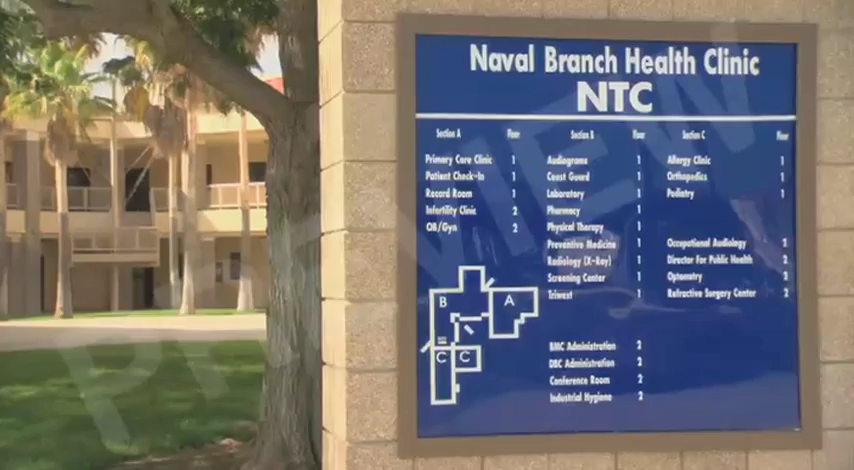 Naval Branch Health Clinic
NTC
Section A Floor
Primary Care Clinic 1
Patient Check-In 1
Record Room 1
Infertility Clinic 2
OB/Gyn 2
Section B Floor
Audiograms 1
Coast Guard 1
Laboratory 1
Pharmacy 1
Physical Therapy 1
Preventive Medicine 1
Radiology (X-Ray) 1
Screening Center 1
Triwest 1
BMC Administration 2
DBC Administration 2
Conference Room 2
Industrial Hygiene 2
Section C Floor
Allergy Clinic 1
Orthopedics 1
Podiatry 1
Occupational Audiology 2
Director for Public Health 2
Optometry 2
Refractive Surgery Center 2
B A
C C
PREVIEW